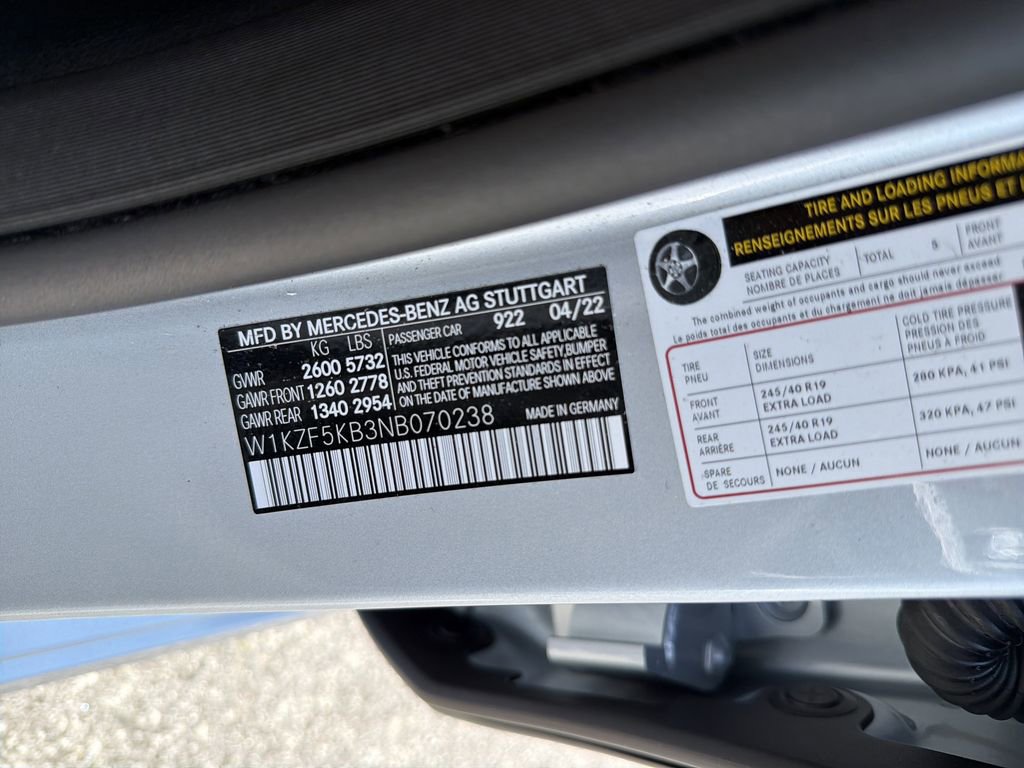 MFD BY MERCEDES-BENZ AG STUTTGART
KG LBS
GVWR 2600 5732
GAWR FRONT 1260 2778
GAWR REAR 1340 2954
PASSENGER CAR 922 04/22
THIS VEHICLE CONFORMS TO ALL APPLICABLE
U.S. FEDERAL MOTOR VEHICLE SAFETY,BUMPER
AND THEFT PREVENTION STANDARDS IN EFFECT
ON THE DATE OF MANUFACTURE SHOWN ABOVE
W1KZF5KB3NB070238 MADE IN GERMANY
TIRE AND LOADING
RENSEIGNEMENTS SUR LES PNEUS ET
SEATING CAPACITY
NOMBRE DE PLACES
TOTAL 5
FRONT
AVANT
The combined weight of occupants and cargo should never exceed
Le poids total des occupants et du chargement ne doit jamais dépasser
TIRE
PNEU
SIZE
DIMENSIONS
COLD TIRE PRESSURE
PRESSION DES
PNEUS À FROID
FRONT
AVANT
245/40 R19
EXTRA LOAD
280 KPA, 41 PSI
REAR
ARRIÈRE
245/40 R19
EXTRA LOAD
320 KPA, 47 PSI
SPARE
DE SECOURS
NONE / AUCUN
NONE / AUCUN